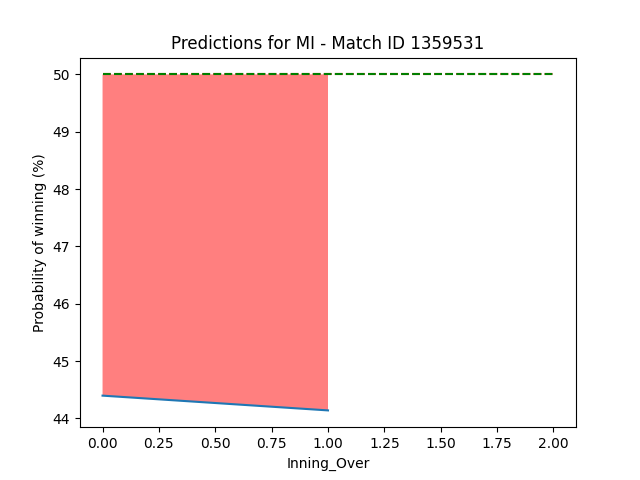 Predictions for MI - Match ID 1359531
Probability of winning (%)
50
49
48
47
46
45
44
0.00 0.25 0.50 0.75 1.00 1.25 1.50 1.75 2.00
Inning_Over